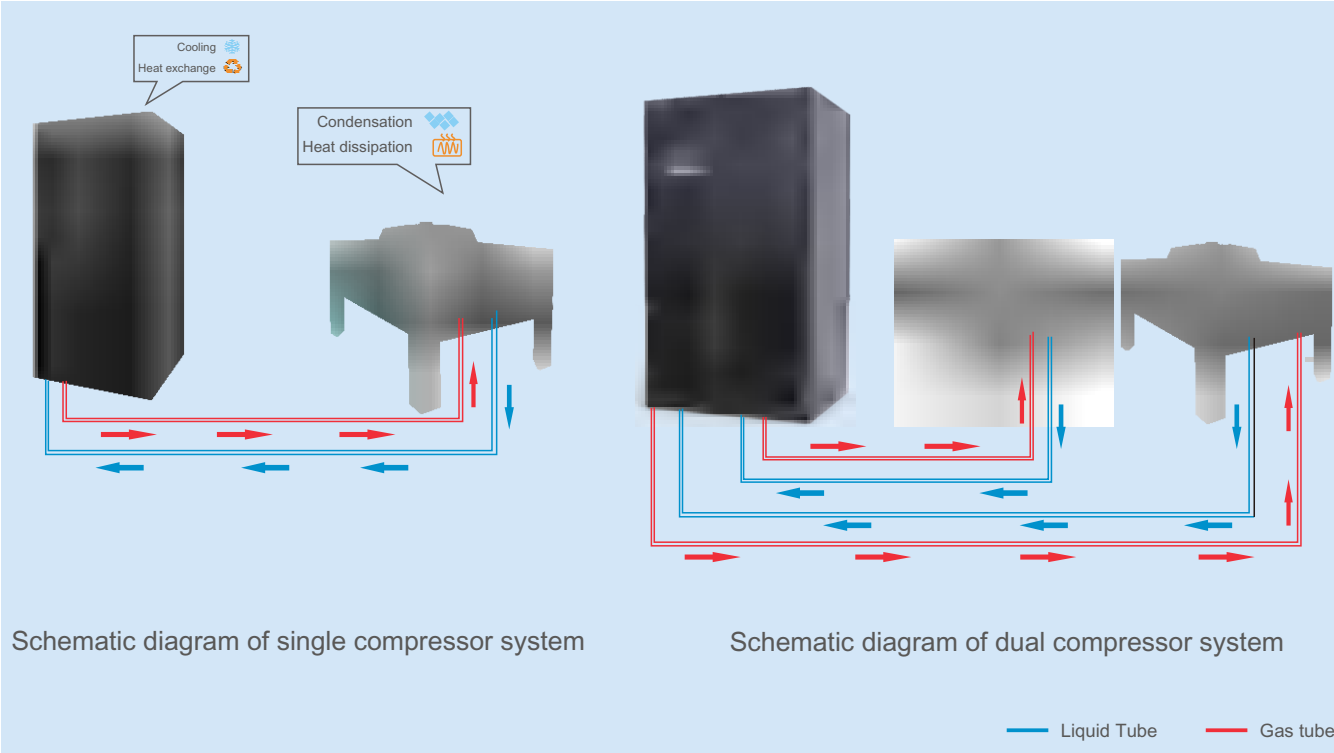 Cooling
Heat exchange
Condensation
Heat dissipation
Schematic diagram of single compressor system
Schematic diagram of dual compressor system
Liquid Tube
Gas tube